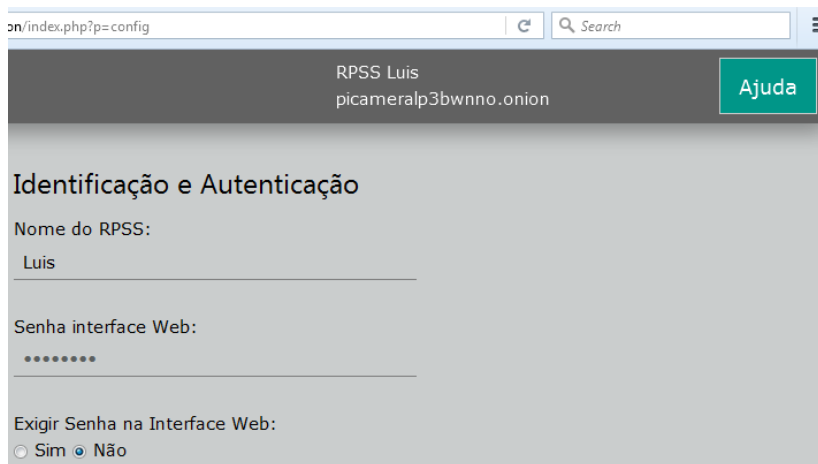 on/index.php?p=config
Search
RPSS Luis
picameralp3bwnno.onion
Ajuda
Identificação e Autenticação
Nome do RPSS:
Luis
Senha interface Web:
••••••••
Exigir Senha na Interface Web:
Sim Não